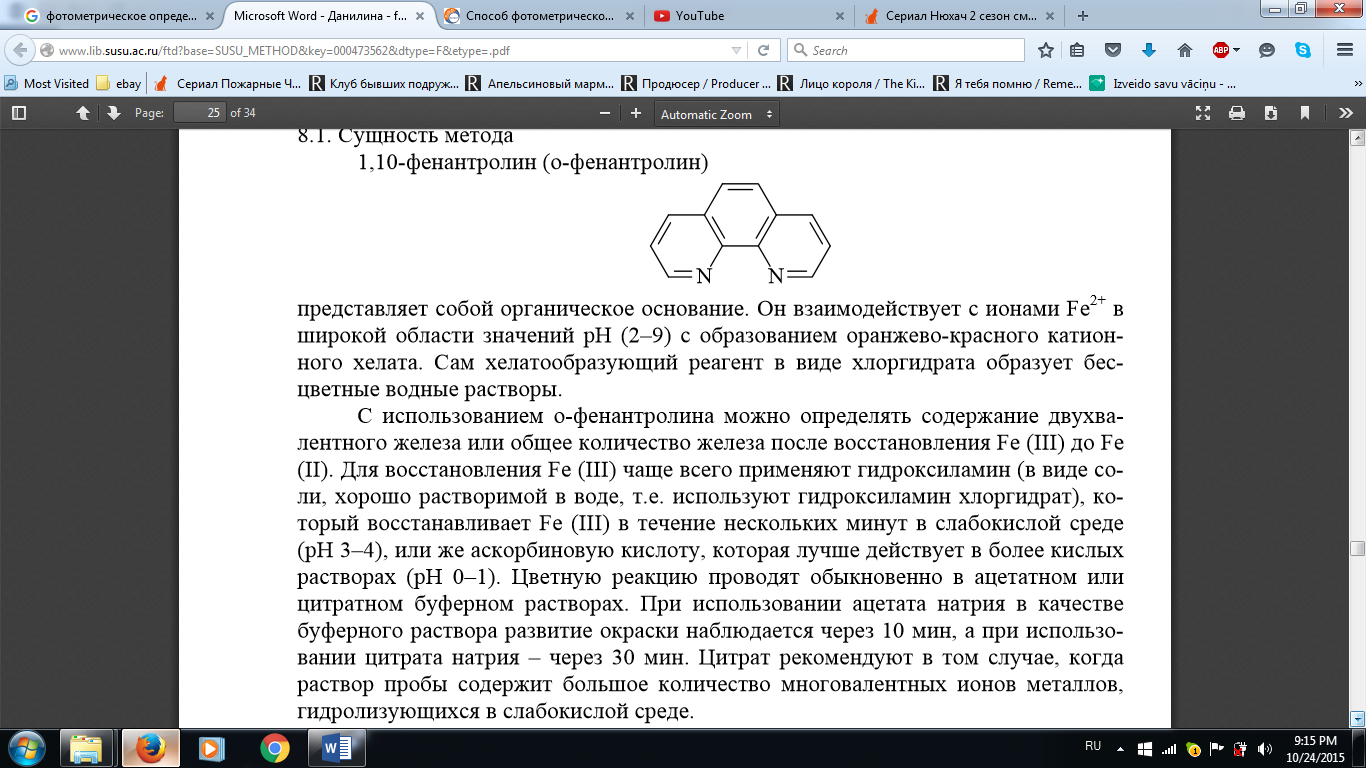 фотометрическое опреде...
Microsoft Word - Данилина - f...
Способ фотометрическо...
YouTube
Сериал Нюхач 2 сезон см...
www.lib.susu.ac.ru/ftd?base=SUSU_METHOD&key=000473562&dtype=F&etype=.pdf
Search
ABP
Most Visited
ebay
Сериал Пожарные Ч...
Клуб бывших подруж...
Апельсиновый марм...
Продюсер / Producer ...
Лицо короля / The Ki...
Я тебя помню / Reme...
Izveido savu vāciņu - ...
Page: 25 of 34
Automatic Zoom
8.1. Сущность метода
1,10-фенантролин (о-фенантролин)
N N
представляет собой органическое основание. Он взаимодействует с ионами Fe²⁺ в
широкой области значений pH (2–9) с образованием оранжево-красного катион-
ного хелата. Сам хелатообразующий реагент в виде хлоргидрата образует бес-
цветные водные растворы.
С использованием о-фенантролина можно определять содержание двухва-
лентного железа или общее количество железа после восстановления Fe (III) до Fe
(II). Для восстановления Fe (III) чаще всего применяют гидроксиламин (в виде со-
ли, хорошо растворимой в воде, т.е. используют гидроксиламин хлоргидрат), ко-
торый восстанавливает Fe (III) в течение нескольких минут в слабокислой среде
(pH 3–4), или же аскорбиновую кислоту, которая лучше действует в более кислых
растворах (pH 0–1). Цветную реакцию проводят обыкновенно в ацетатном или
цитратном буферном растворах. При использовании ацетата натрия в качестве
буферного раствора развитие окраски наблюдается через 10 мин, а при использо-
вании цитрата натрия – через 30 мин. Цитрат рекомендуют в том случае, когда
раствор пробы содержит большое количество многовалентных ионов металлов,
гидролизующихся в слабокислой среде.
RU
9:15 PM
10/24/2015